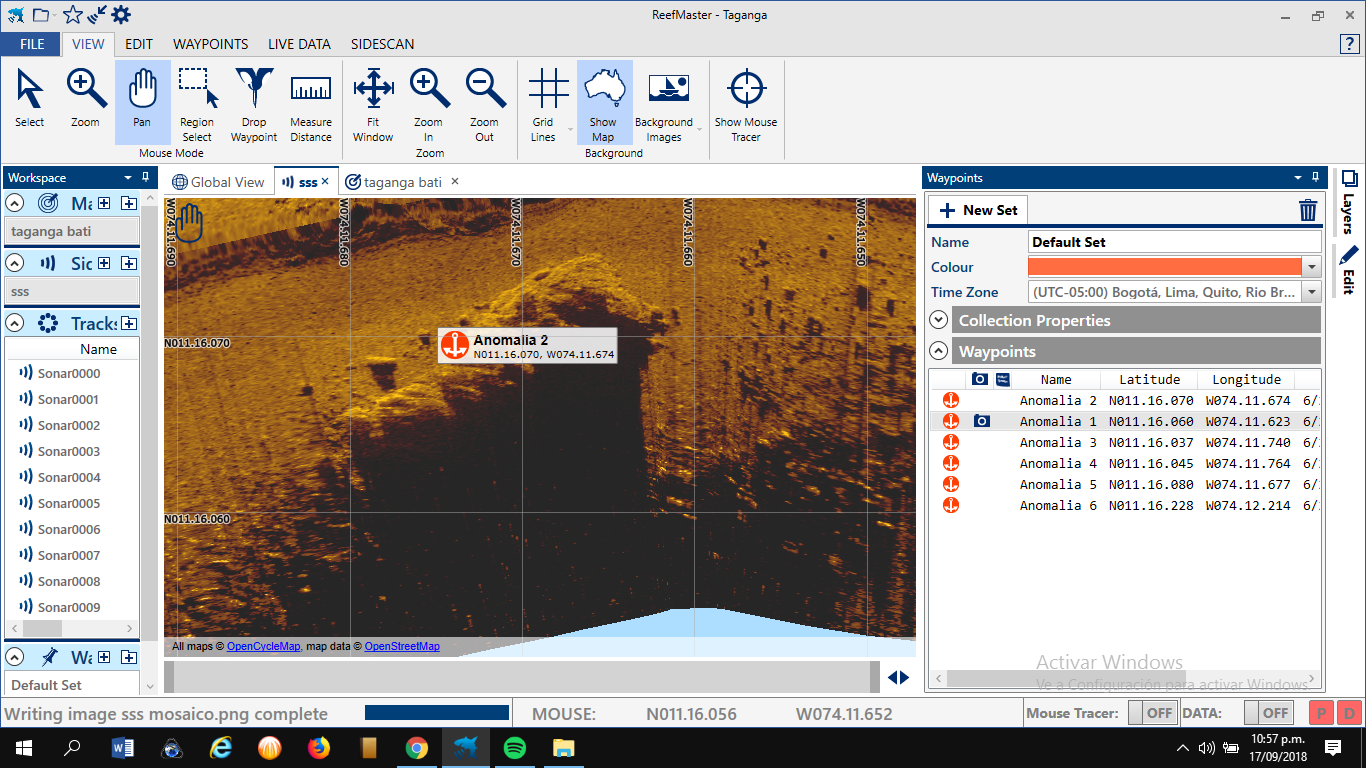 ReefMaster - Taganga
FILE VIEW EDIT WAYPOINTS LIVE DATA SIDESCAN ?
Select Zoom Pan Region Select Drop Waypoint Measure Distance Fit Window Zoom In Zoom Out Grid Lines Show Map Background Images Show Mouse Tracer
Mouse Mode Zoom Background
Workspace
Ma
taganga bati
Sic
sss
Tracks
Name
Sonar0000
Sonar0001
Sonar0002
Sonar0003
Sonar0004
Sonar0005
Sonar0006
Sonar0007
Sonar0008
Sonar0009
Wa
Default Set
Global View sss × taganga bati ×
W074.11.690 W074.11.680 W074.11.670 W074.11.660 W074.11.650
N011.16.070
Anomalia 2
N011.16.070, W074.11.674
N011.16.060
All maps © OpenCycleMap, map data © OpenStreetMap
Waypoints
+ New Set
Name Default Set
Colour
Time Zone (UTC-05:00) Bogotá, Lima, Quito, Rio Br...
Collection Properties
Waypoints
Name Latitude Longitude
Anomalia 2 N011.16.070 W074.11.674 6/
Anomalia 1 N011.16.060 W074.11.623 6/
Anomalia 3 N011.16.037 W074.11.740 6/
Anomalia 4 N011.16.045 W074.11.764 6/
Anomalia 5 N011.16.080 W074.11.677 6/
Anomalia 6 N011.16.228 W074.12.214 6/
Layers
Edit
Activar Windows
Ve a Configuración para activar Windows.
Writing image sss mosaico.png complete MOUSE: N011.16.056 W074.11.652 Mouse Tracer: OFF DATA: OFF P D
10:57 p.m.
17/09/2018